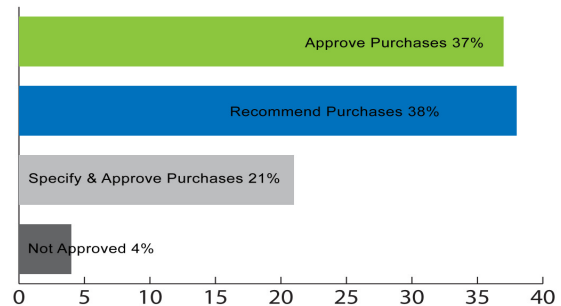 Approve Purchases 37%
Recommend Purchases 38%
Specify & Approve Purchases 21%
Not Approved 4%
0 5 10 15 20 25 30 35 40